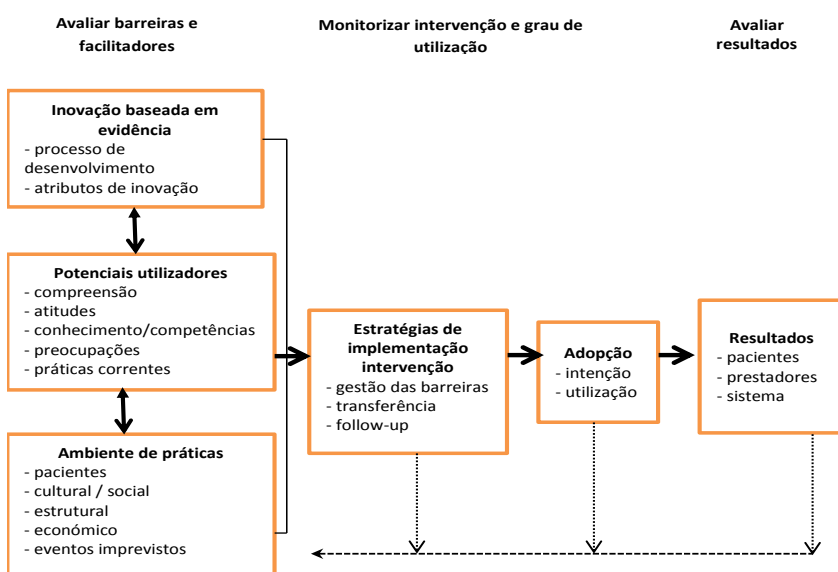 Avaliar barreiras e
facilitadores
Monitorizar intervenção e grau de
utilização
Avaliar
resultados
Inovação baseada em
evidência
- processo de
desenvolvimento
- atributos de inovação
Potenciais utilizadores
- compreensão
- atitudes
- conhecimento/competências
- preocupações
- práticas correntes
Ambiente de práticas
- pacientes
- cultural / social
- estrutural
- económico
- eventos imprevistos
Estratégias de
implementação
intervenção
- gestão das barreiras
- transferência
- follow-up
Adopção
- intenção
- utilização
Resultados
- pacientes
- prestadores
- sistema